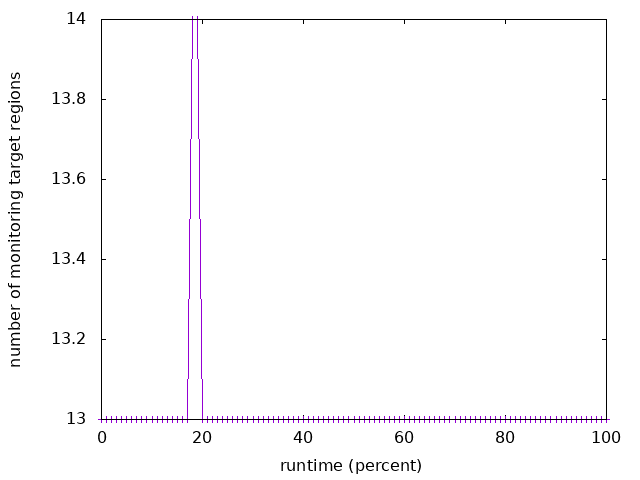 14
13.8
13.6
13.4
13.2
13
0 20 40 60 80 100
runtime (percent)
number of monitoring target regions